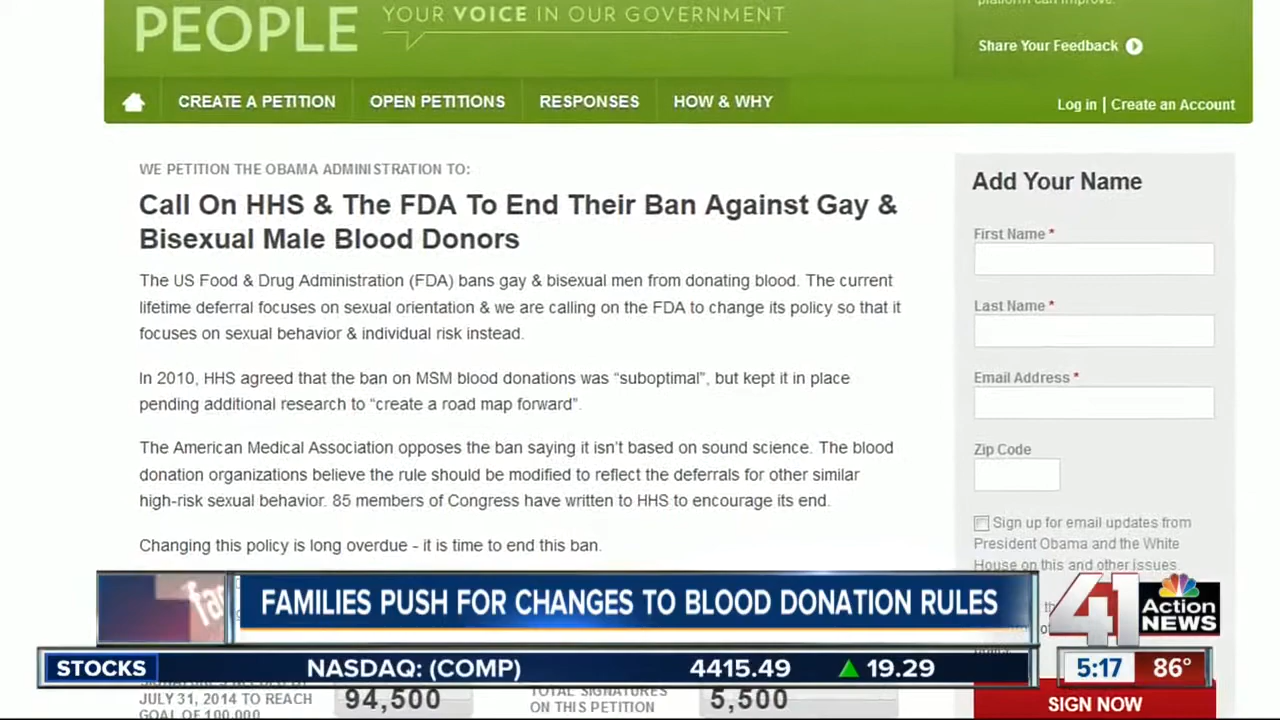 PEOPLE
YOUR VOICE IN OUR GOVERNMENT
platform can improve.
Share Your Feedback
CREATE A PETITION
OPEN PETITIONS
RESPONSES
HOW & WHY
Log in | Create an Account
WE PETITION THE OBAMA ADMINISTRATION TO:
Call On HHS & The FDA To End Their Ban Against Gay &
Bisexual Male Blood Donors
The US Food & Drug Administration (FDA) bans gay & bisexual men from donating blood. The current
lifetime deferral focuses on sexual orientation & we are calling on the FDA to change its policy so that it
focuses on sexual behavior & individual risk instead.
In 2010, HHS agreed that the ban on MSM blood donations was “suboptimal”, but kept it in place
pending additional research to “create a road map forward”.
The American Medical Association opposes the ban saying it isn’t based on sound science. The blood
donation organizations believe the rule should be modified to reflect the deferrals for other similar
high-risk sexual behavior. 85 members of Congress have written to HHS to encourage its end.
Changing this policy is long overdue - it is time to end this ban.
Add Your Name
First Name *
Last Name *
Email Address *
Zip Code
Sign up for email updates from
President Obama and the White
House on this and other issues.
FAMILIES PUSH FOR CHANGES TO BLOOD DONATION RULES
41
Action
NEWS
STOCKS
NASDAQ: (COMP)
4415.49
19.29
5:17
86°
JULY 31, 2014 TO REACH
GOAL OF 100,000
94,500
TOTAL SIGNATURES
ON THIS PETITION
5,500
SIGN NOW